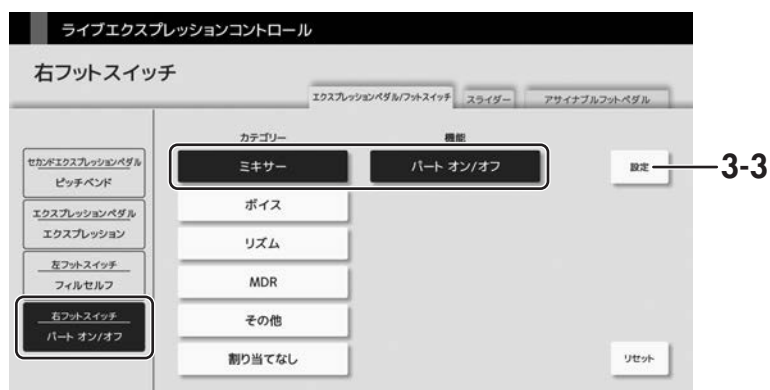 ライブエクスプレッションコントロール
右フットスイッチ
エクスプレッションペダル/フットスイッチ
スライダー
アサイナブルフットペダル
カテゴリー
機能
セカンドエクスプレッションペダル
ピッチベンド
エクスプレッションペダル
エクスプレッション
左フットスイッチ
フィルセルフ
右フットスイッチ
パート オン/オフ
ミキサー
パート オン/オフ
設定
3-3
ボイス
リズム
MDR
その他
割り当てなし
リセット